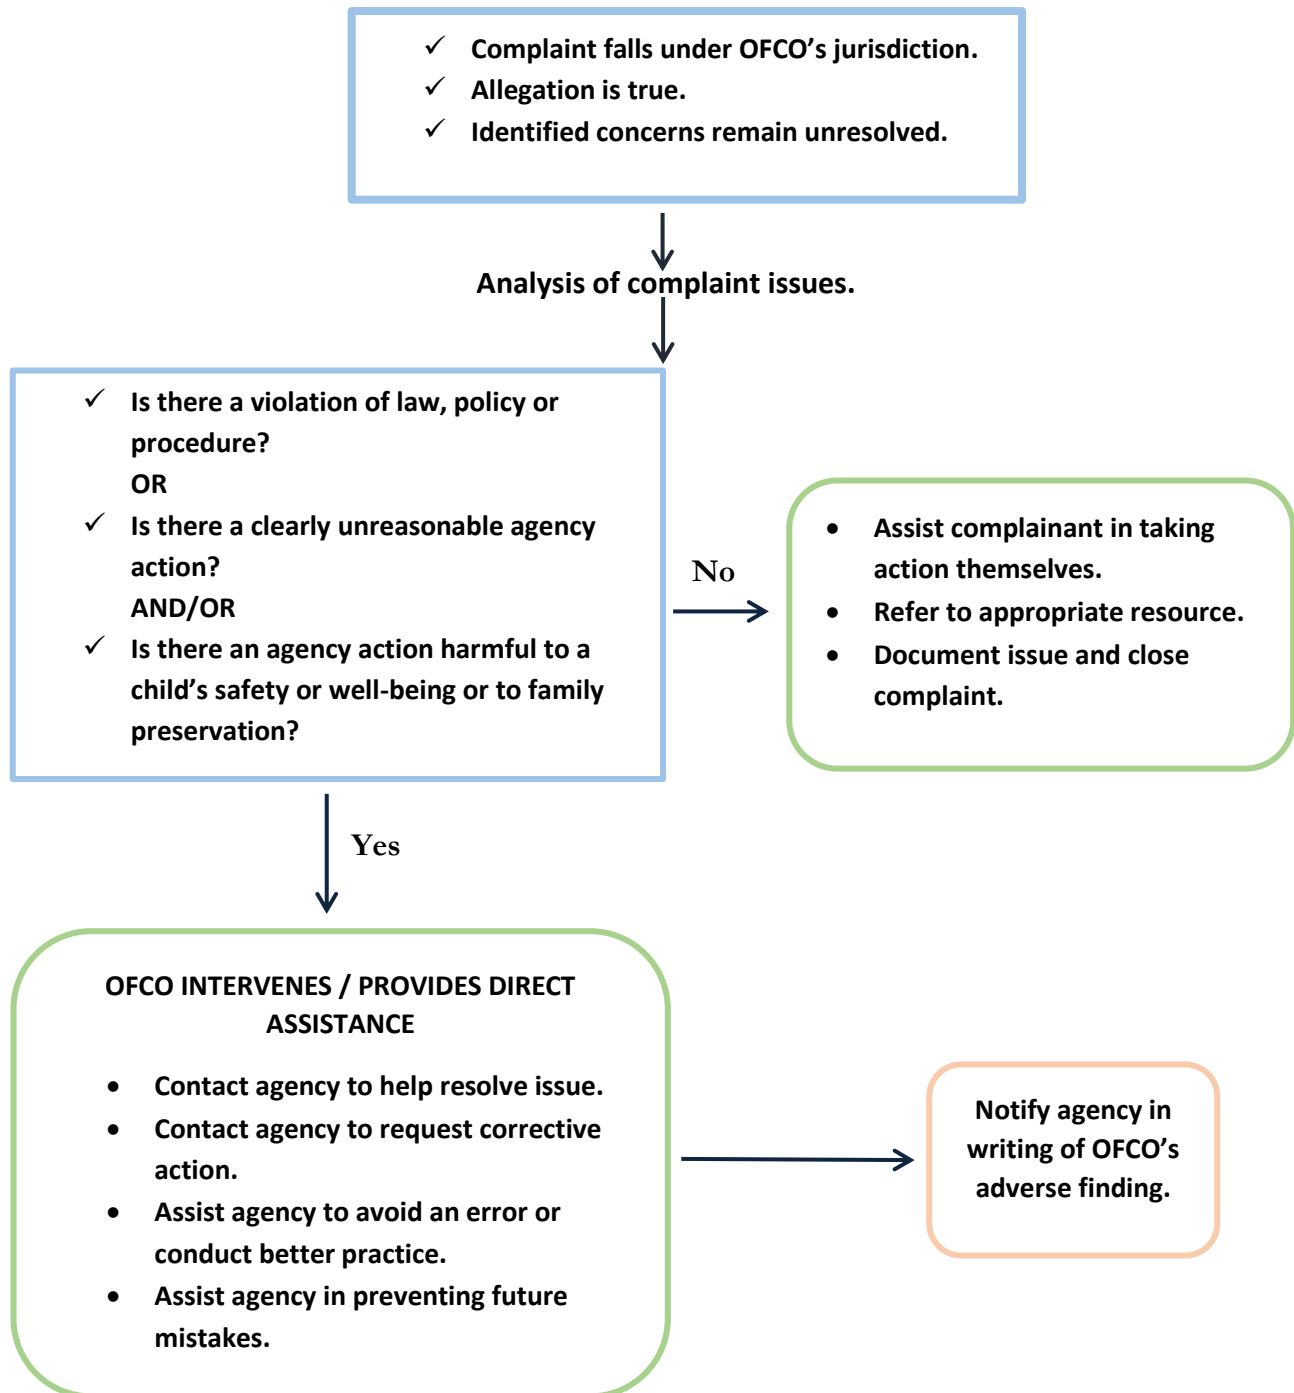 ✓ Complaint falls under OFCO’s jurisdiction.
✓ Allegation is true.
✓ Identified concerns remain unresolved.
Analysis of complaint issues.
✓ Is there a violation of law, policy or
procedure?
OR
✓ Is there a clearly unreasonable agency
action?
AND/OR
✓ Is there an agency action harmful to a
child’s safety or well-being or to family
preservation?
No
• Assist complainant in taking
action themselves.
• Refer to appropriate resource.
• Document issue and close
complaint.
Yes
OFCO INTERVENES / PROVIDES DIRECT
ASSISTANCE
• Contact agency to help resolve issue.
• Contact agency to request corrective
action.
• Assist agency to avoid an error or
conduct better practice.
• Assist agency in preventing future
mistakes.
Notify agency in
writing of OFCO’s
adverse finding.